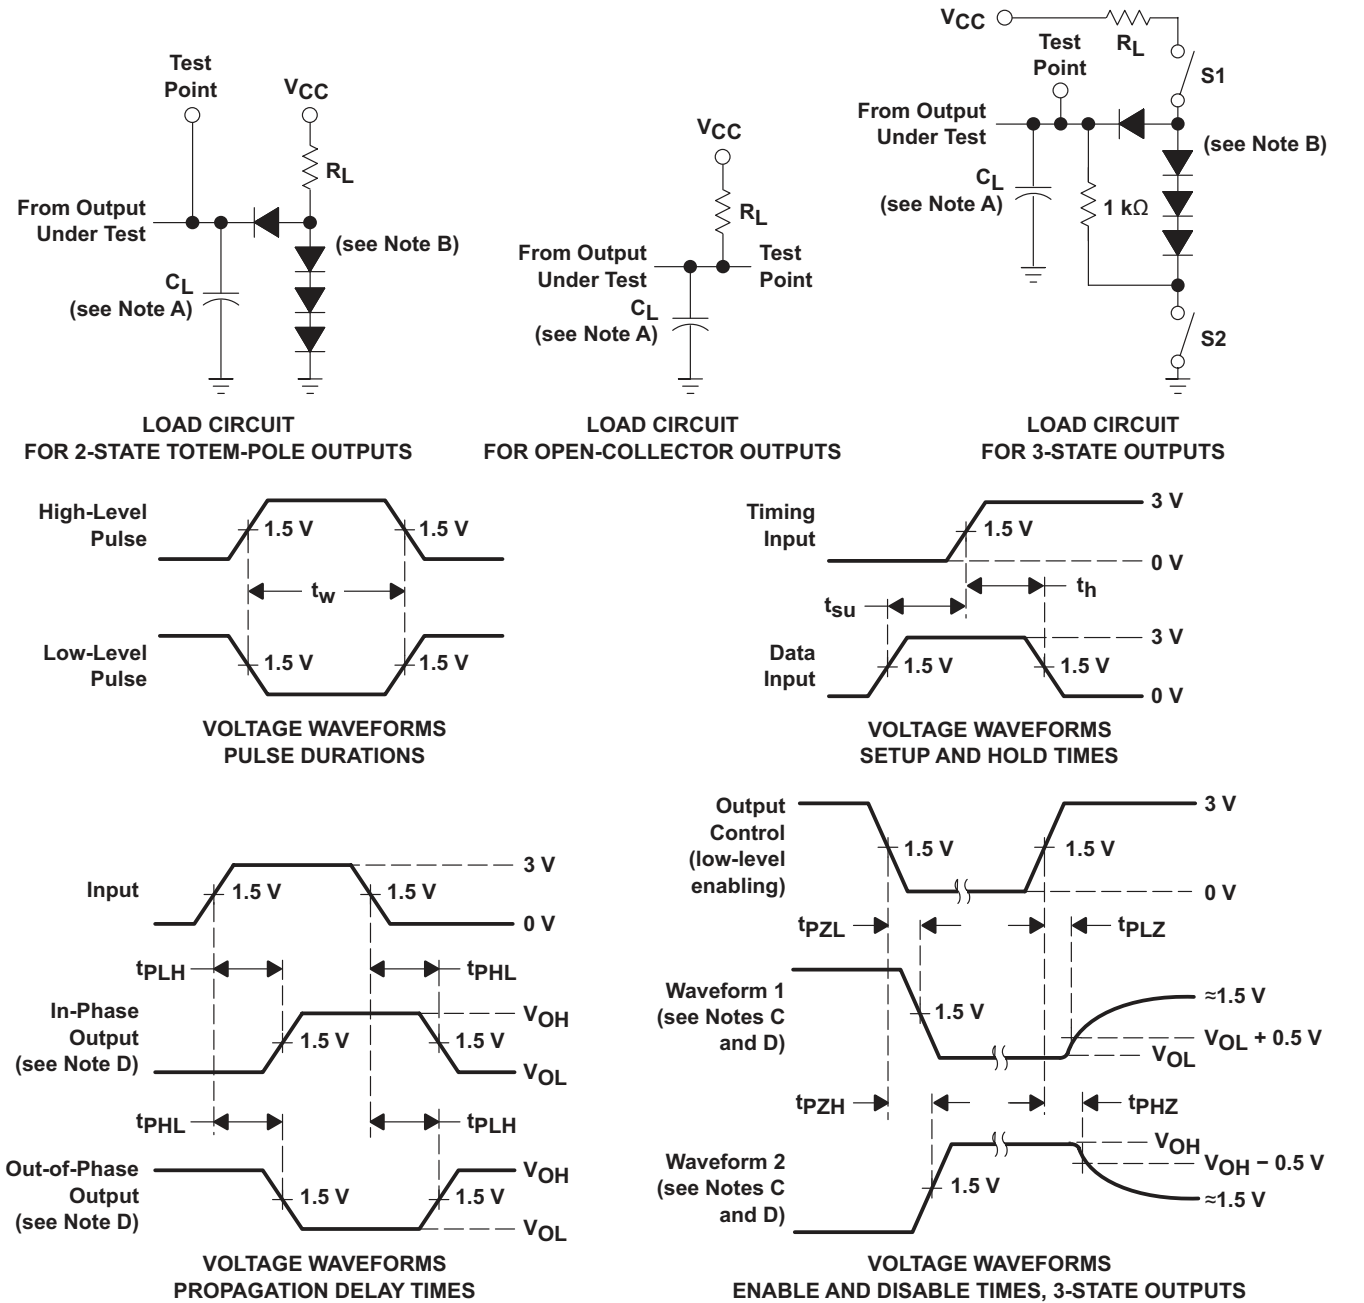 Test
Point
VCC
RL
From Output
Under Test
(see Note B)
CL
(see Note A)
LOAD CIRCUIT
FOR 2-STATE TOTEM-POLE OUTPUTS
VCC
RL
From Output
Under Test
Test
Point
CL
(see Note A)
LOAD CIRCUIT
FOR OPEN-COLLECTOR OUTPUTS
VCC
RL
Test
Point
S1
From Output
Under Test
(see Note B)
CL
(see Note A)
1 kΩ
S2
LOAD CIRCUIT
FOR 3-STATE OUTPUTS
High-Level
Pulse
1.5 V
1.5 V
tw
Low-Level
Pulse
1.5 V
1.5 V
VOLTAGE WAVEFORMS
PULSE DURATIONS
Timing
Input
3 V
1.5 V
0 V
th
tsu
Data
Input
3 V
1.5 V
1.5 V
0 V
VOLTAGE WAVEFORMS
SETUP AND HOLD TIMES
Input
3 V
1.5 V
1.5 V
0 V
tPLH
tPHL
In-Phase
Output
(see Note D)
VOH
1.5 V
1.5 V
VOL
tPHL
tPLH
Out-of-Phase
Output
(see Note D)
VOH
1.5 V
1.5 V
VOL
VOLTAGE WAVEFORMS
PROPAGATION DELAY TIMES
Output
Control
(low-level
enabling)
3 V
1.5 V
1.5 V
0 V
tPZL
tPLZ
Waveform 1
(see Notes C
and D)
1.5 V
≈1.5 V
VOL + 0.5 V
VOL
tPZH
tPHZ
Waveform 2
(see Notes C
and D)
1.5 V
VOH
VOH − 0.5 V
≈1.5 V
VOLTAGE WAVEFORMS
ENABLE AND DISABLE TIMES, 3-STATE OUTPUTS